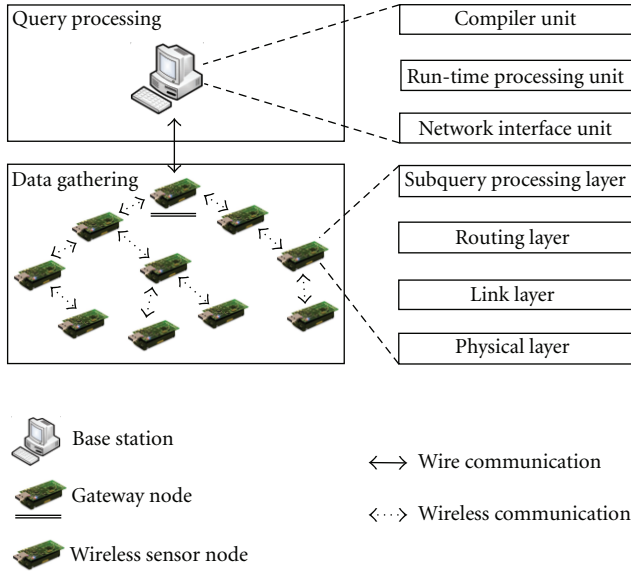 Query processing
Compiler unit
Run-time processing unit
Network interface unit
Data gathering
Subquery processing layer
Routing layer
Link layer
Physical layer
Base station
Gateway node
Wireless sensor node
Wire communication
Wireless communication